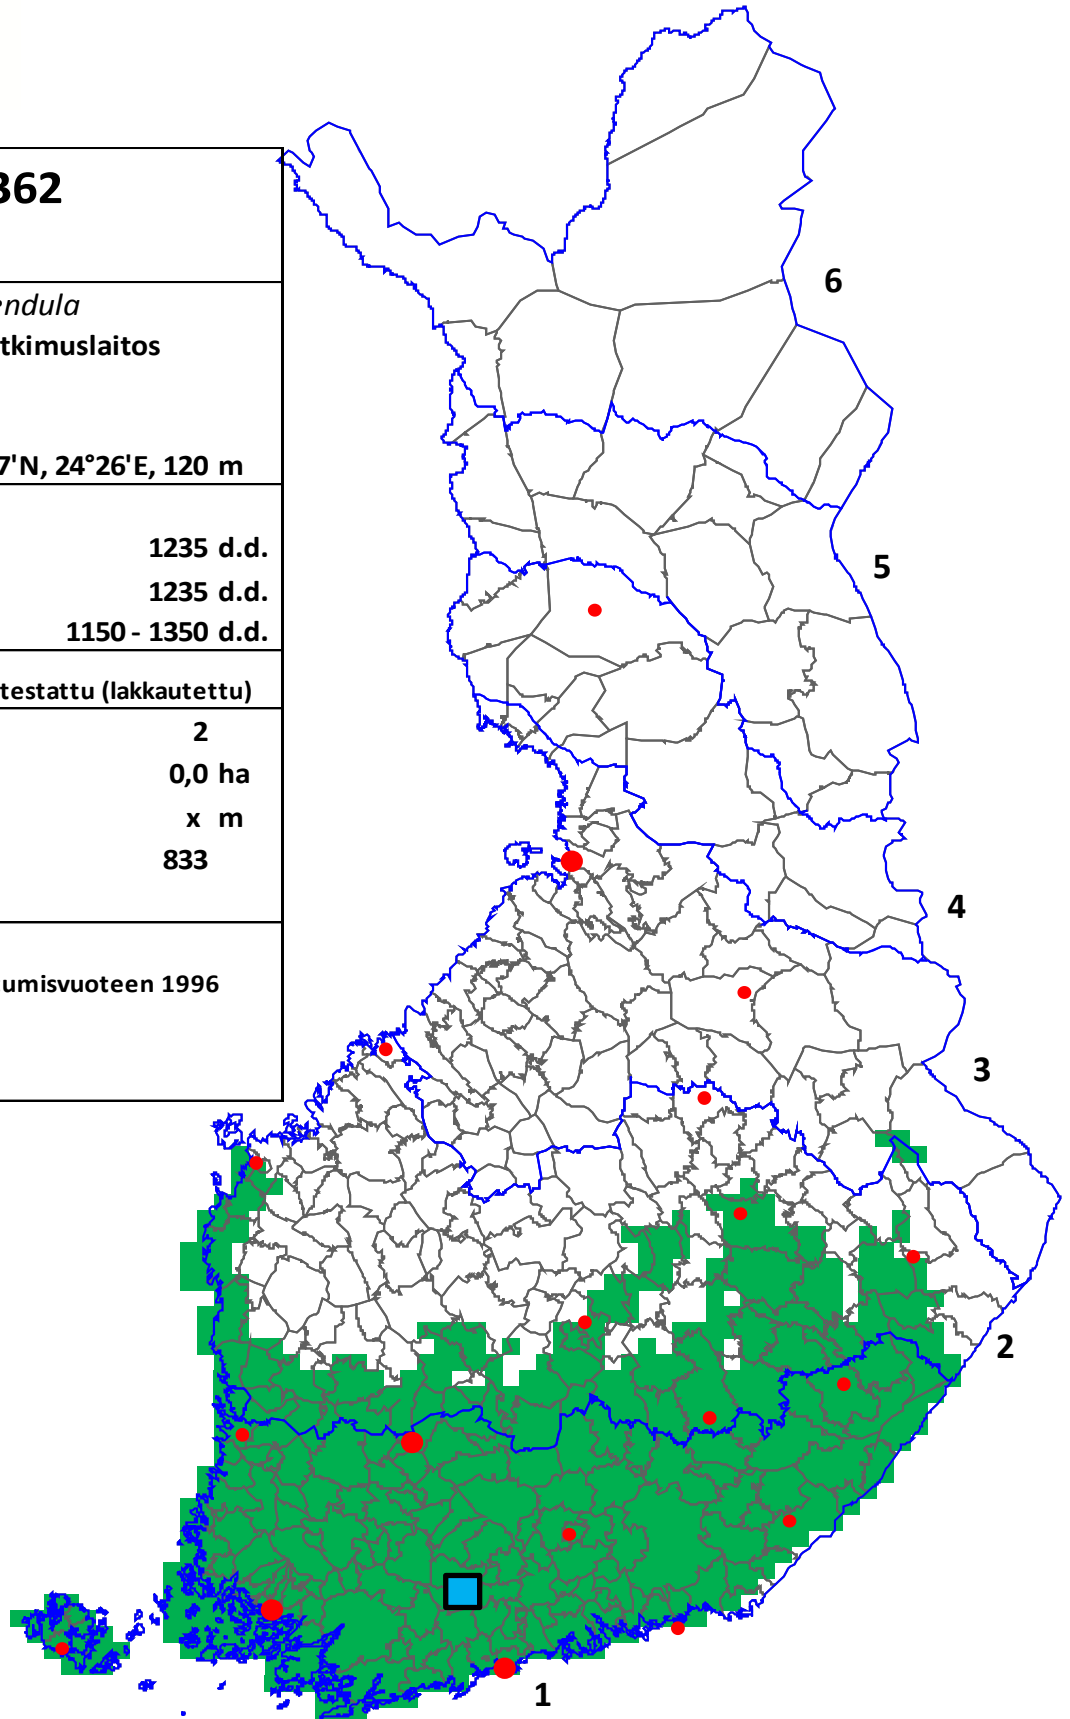 362
endula
tkimuslaitos
7'N, 24°26'E, 120 m
1235 d.d.
1235 d.d.
1150 - 1350 d.d.
testattu (lakkautettu)
2
0,0 ha
x m
833
umisvuoteen 1996
6
5
4
3
2
1